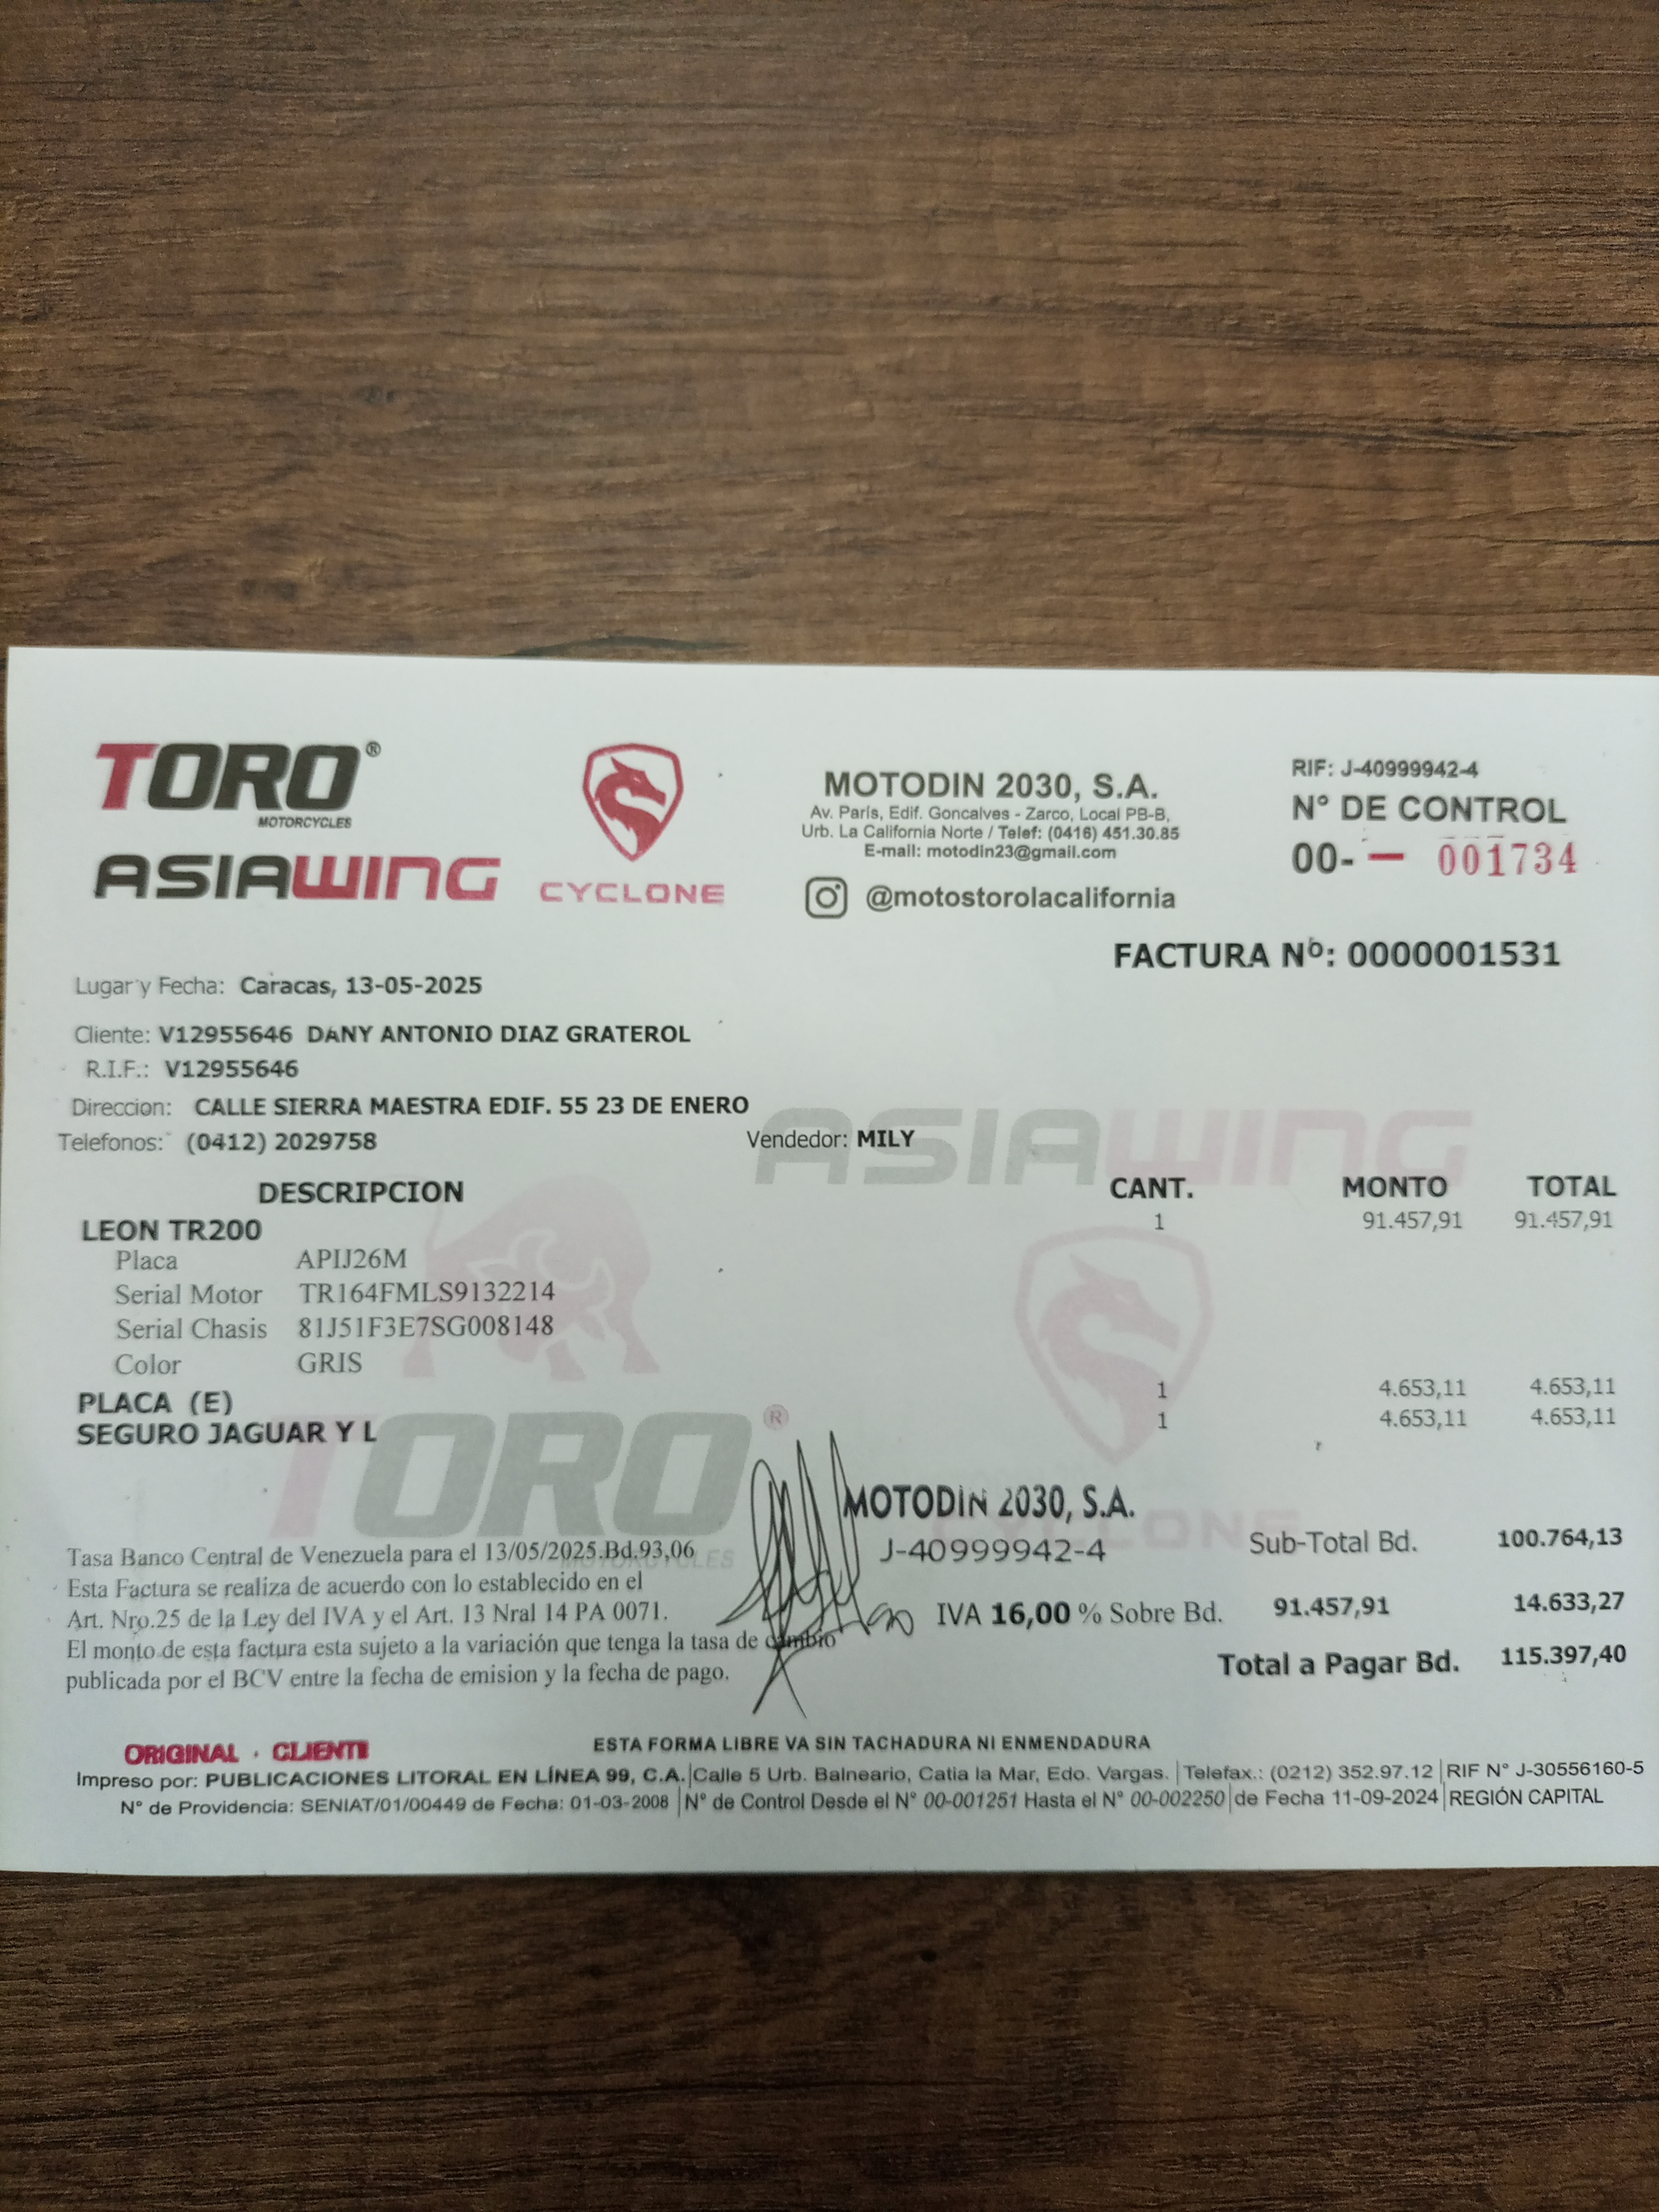 TORO®
MOTORCYCLES
ASIAWING
CYCLONE
MOTODIN 2030, S.A.
Av. París, Edif. Goncalves - Zarco, Local PB-B,
Urb. La California Norte / Telef: (0416) 451.30.85
E-mail: motodin23@gmail.com
@motostorolacalifornia
RIF: J-40999942-4
N° DE CONTROL
00- — 001734
FACTURA Nº: 0000001531
Lugar y Fecha: Caracas, 13-05-2025
Cliente: V12955646 DANY ANTONIO DIAZ GRATEROL
R.I.F.: V12955646
Direccion: CALLE SIERRA MAESTRA EDIF. 55 23 DE ENERO
Telefonos: (0412) 2029758 Vendedor: MILY
ASIAWING
DESCRIPCION CANT. MONTO TOTAL
LEON TR200 1 91.457,91 91.457,91
Placa APIJ26M
Serial Motor TR164FMLS9132214
Serial Chasis 81J51F3E7SG008148
Color GRIS
PLACA (E) 1 4.653,11 4.653,11
SEGURO JAGUAR Y L 1 4.653,11 4.653,11
TORO®
MOTORCYCLES
CYCLONE
MOTODIN 2030, S.A.
J-40999942-4
Sub-Total Bd. 100.764,13
Tasa Banco Central de Venezuela para el 13/05/2025.Bd.93,06
Esta Factura se realiza de acuerdo con lo establecido en el
Art. Nro.25 de la Ley del IVA y el Art. 13 Nral 14 PA 0071.
El monto de esta factura esta sujeto a la variación que tenga la tasa de cambio
publicada por el BCV entre la fecha de emision y la fecha de pago.
IVA 16,00 % Sobre Bd. 91.457,91 14.633,27
Total a Pagar Bd. 115.397,40
ORIGINAL · CLIENTE
ESTA FORMA LIBRE VA SIN TACHADURA NI ENMENDADURA
Impreso por: PUBLICACIONES LITORAL EN LÍNEA 99, C.A. | Calle 5 Urb. Balneario, Catia la Mar, Edo. Vargas. | Telefax.: (0212) 352.97.12 | RIF N° J-30556160-5
N° de Providencia: SENIAT/01/00449 de Fecha: 01-03-2008 | N° de Control Desde el N° 00-001251 Hasta el N° 00-002250 | de Fecha 11-09-2024 | REGIÓN CAPITAL